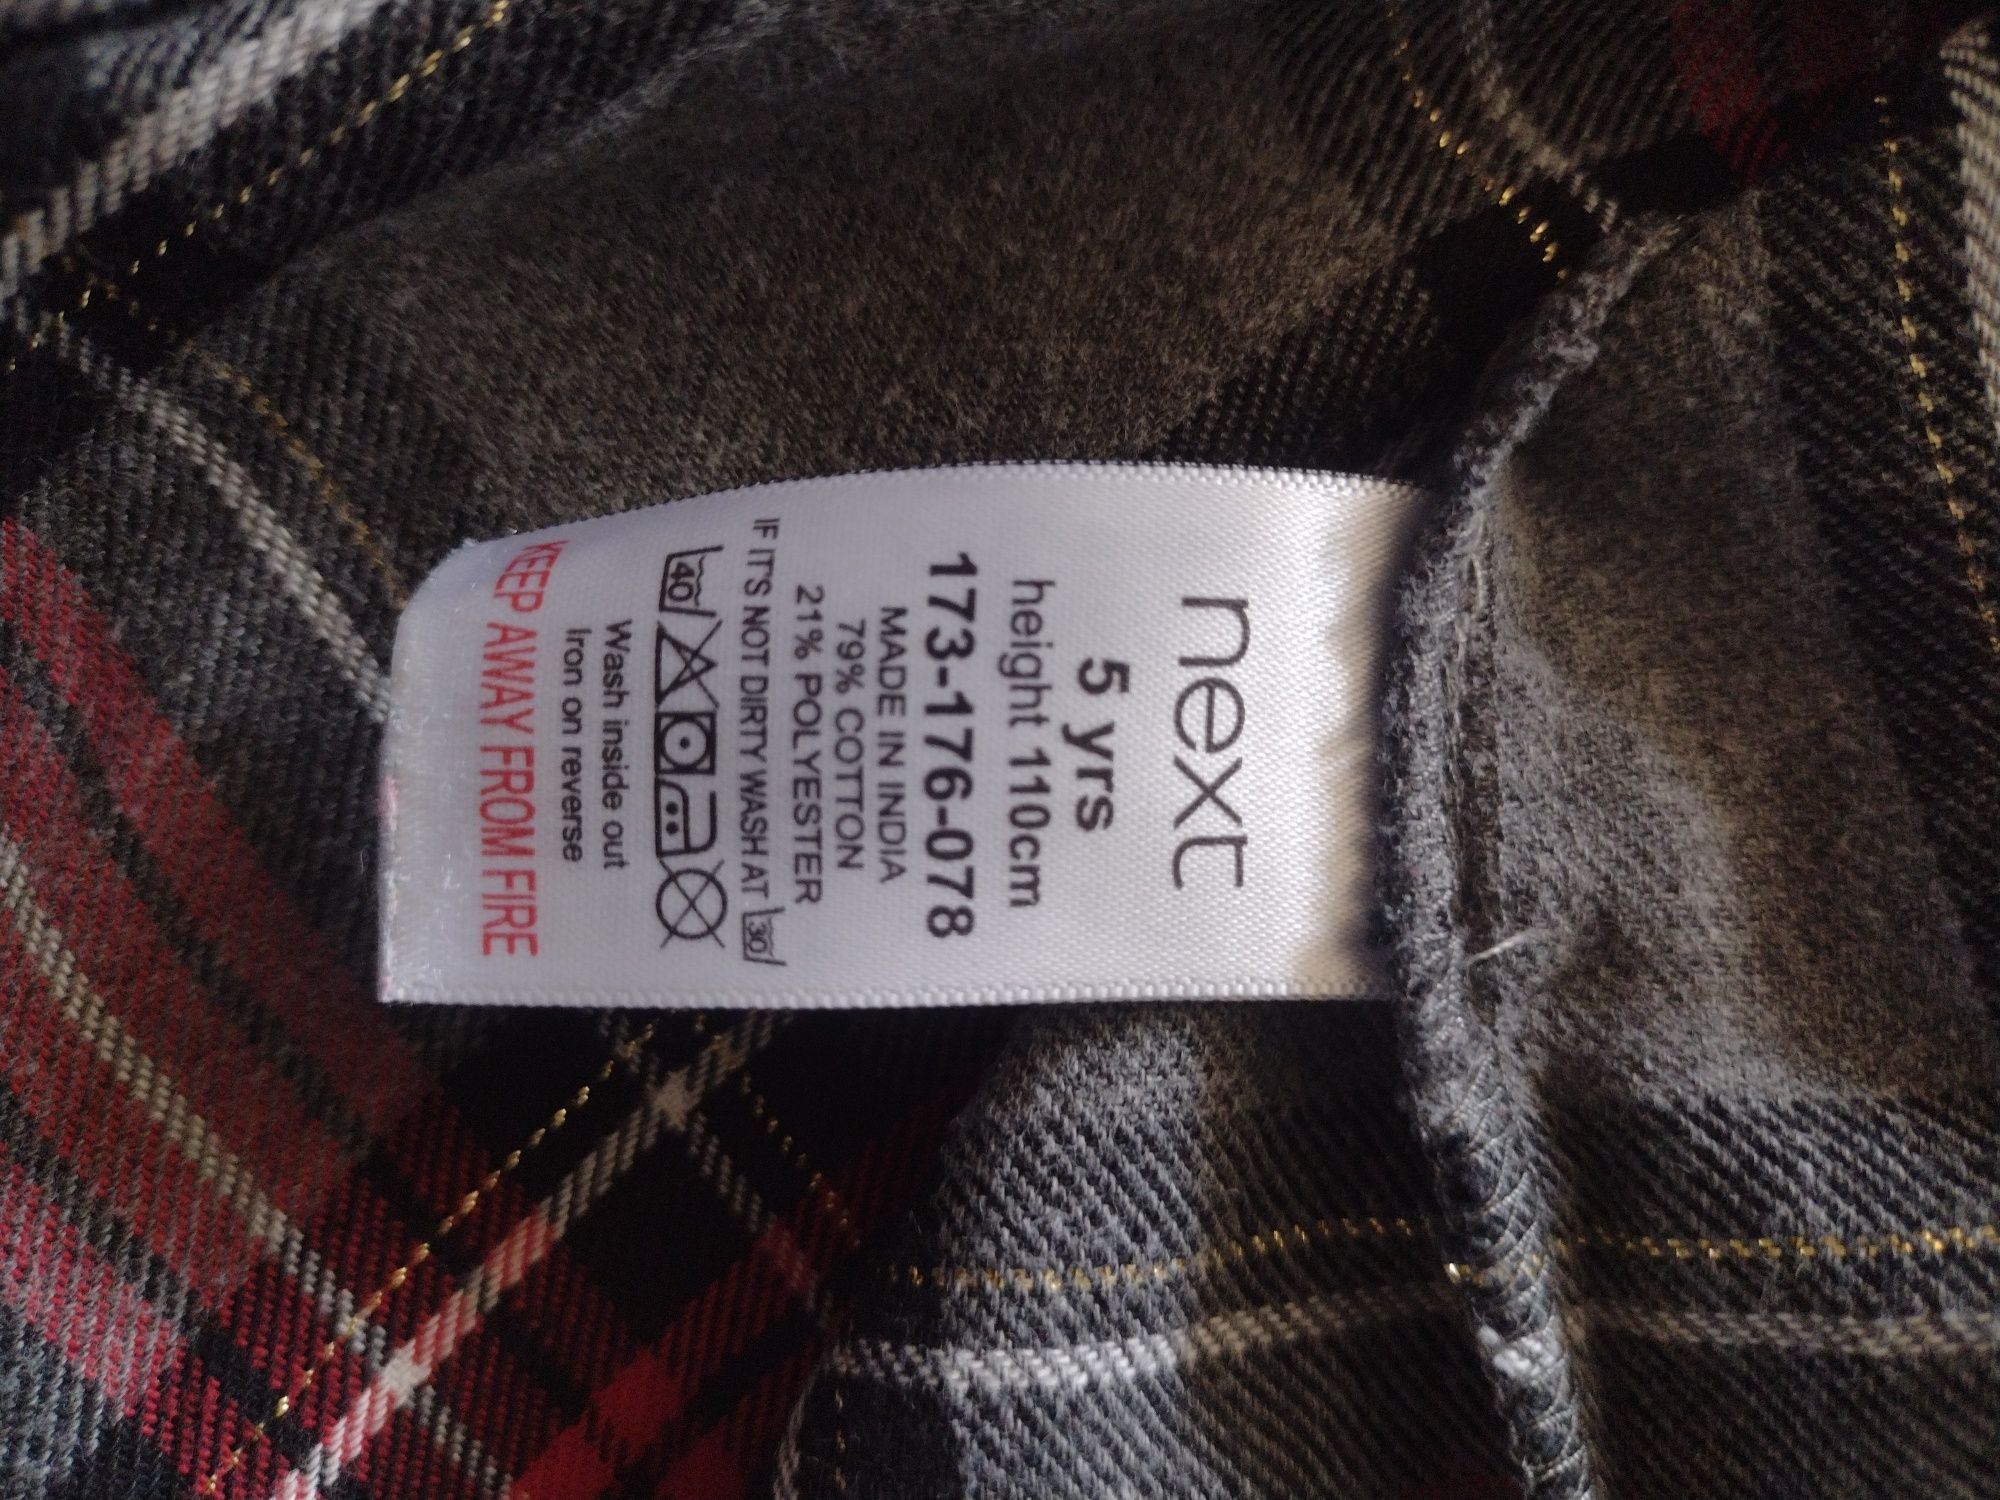 next
5 yrs
height 110cm
173-176-078
MADE IN INDIA
79% COTTON
21% POLYESTER
IF IT'S NOT DIRTY WASH AT 30
40
Wash inside out
Iron on reverse
KEEP AWAY FROM FIRE